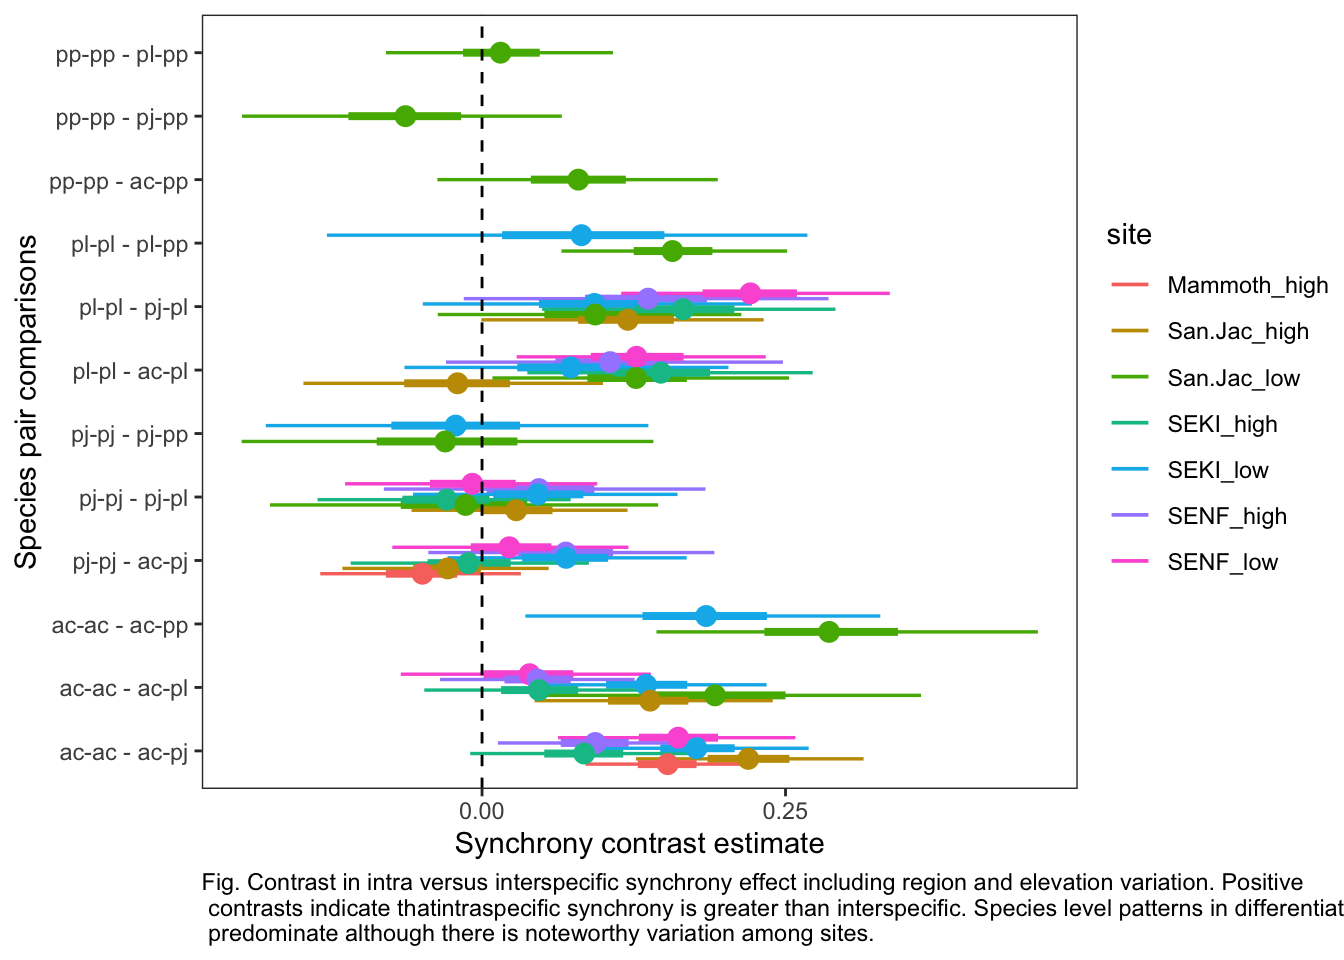 pp-pp - pl-pp
pp-pp - pj-pp
pp-pp - ac-pp
pl-pl - pl-pp
pl-pl - pj-pl
pl-pl - ac-pl
pj-pj - pj-pp
pj-pj - pj-pl
pj-pj - ac-pj
ac-ac - ac-pp
ac-ac - ac-pl
ac-ac - ac-pj
Species pair comparisons
0.00
0.25
Synchrony contrast estimate
site
Mammoth_high
San.Jac_high
San.Jac_low
SEKI_high
SEKI_low
SENF_high
SENF_low
Fig. Contrast in intra versus interspecific synchrony effect including region and elevation variation. Positive
contrasts indicate thatintraspecific synchrony is greater than interspecific. Species level patterns in differentiat
predominate although there is noteworthy variation among sites.